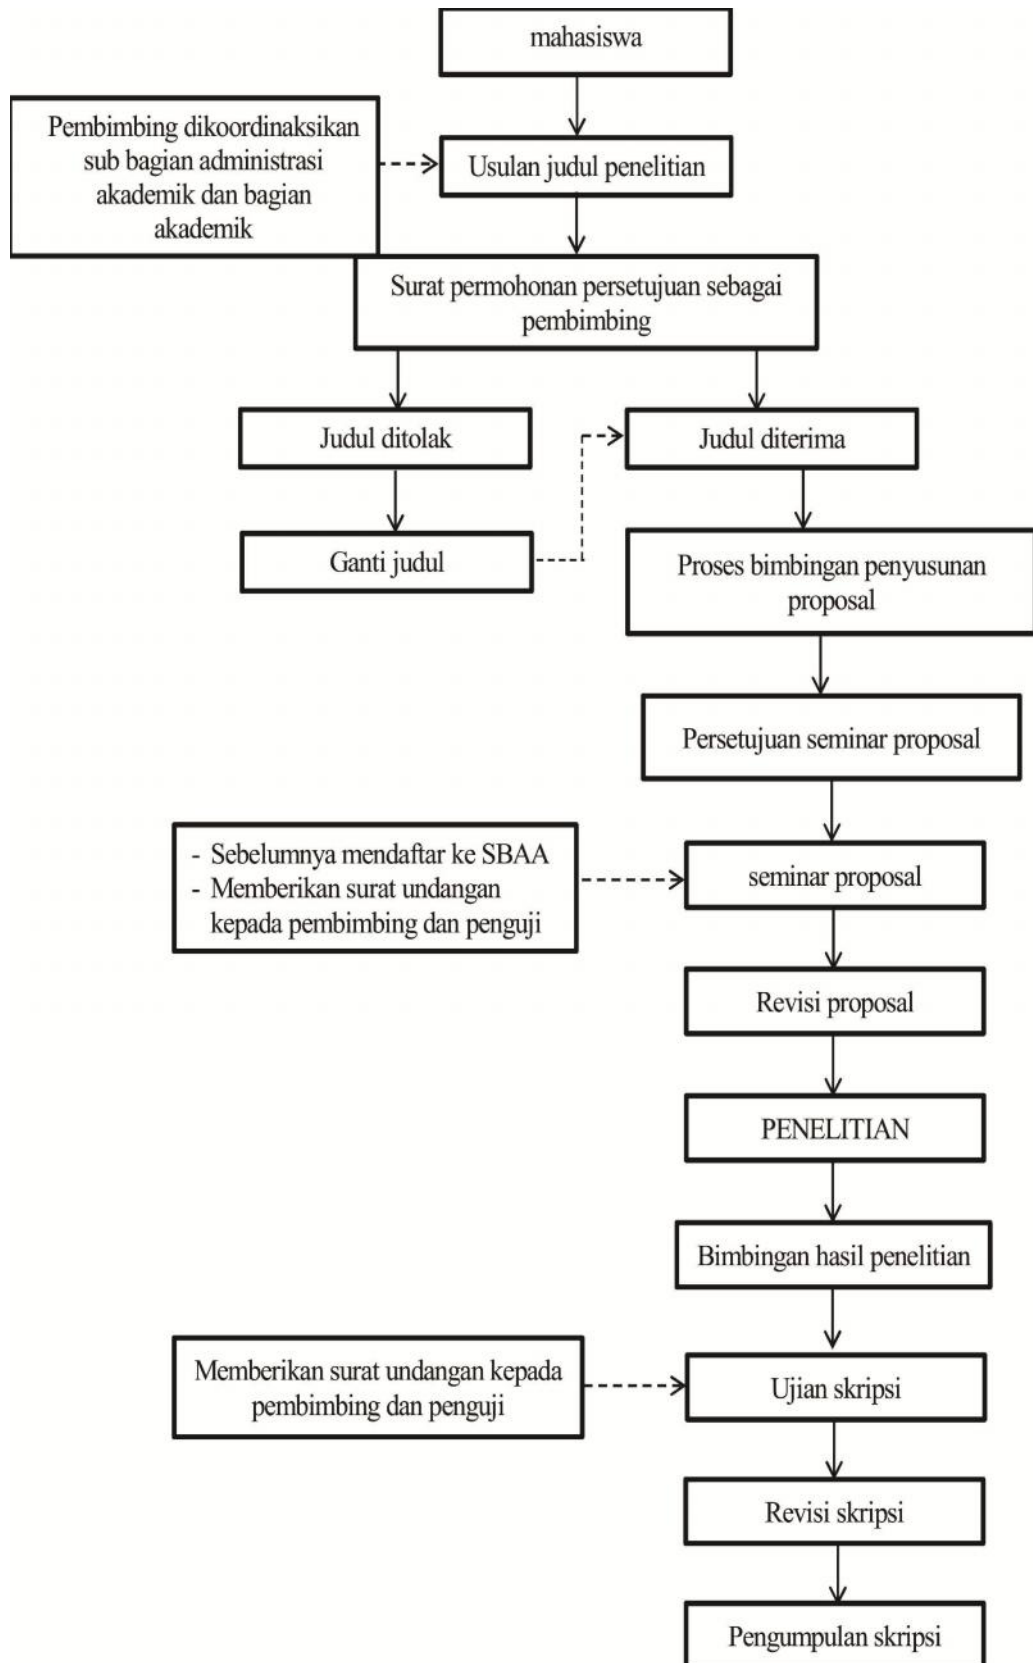 mahasiswa
Pembimbing dikoordinaksikan
sub bagian administrasi
akademik dan bagian
akademik
Usulan judul penelitian
Surat permohonan persetujuan sebagai
pembimbing
Judul ditolak
Judul diterima
Ganti judul
Proses bimbingan penyusunan
proposal
Persetujuan seminar proposal
- Sebelumnya mendaftar ke SBAA
- Memberikan surat undangan
kepada pembimbing dan penguji
seminar proposal
Revisi proposal
PENELITIAN
Bimbingan hasil penelitian
Memberikan surat undangan kepada
pembimbing dan penguji
Ujian skripsi
Revisi skripsi
Pengumpulan skripsi